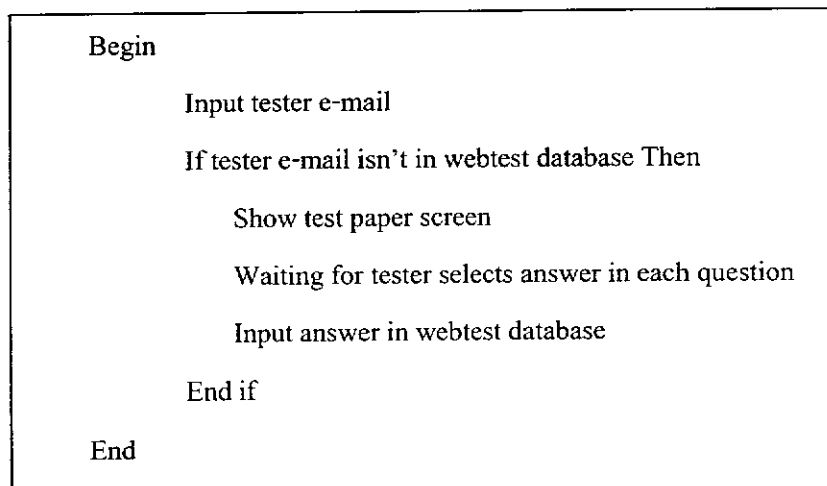 Begin
Input tester e-mail
If tester e-mail isn't in webtest database Then
Show test paper screen
Waiting for tester selects answer in each question
Input answer in webtest database
End if
End